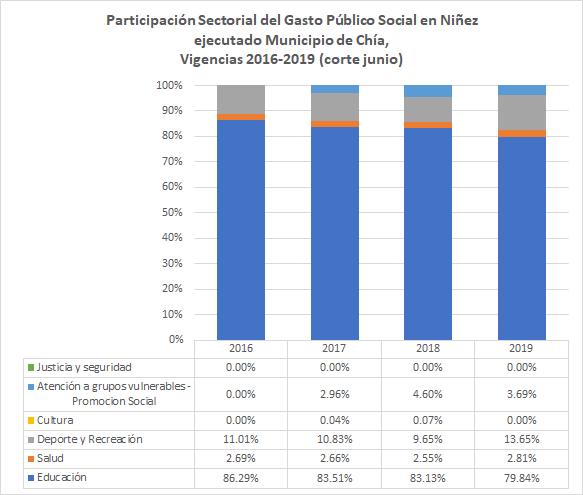 Participación Sectorial del Gasto Público Social en Niñez
ejecutado Municipio de Chía,
Vigencias 2016-2019 (corte junio)
100%
90%
80%
70%
60%
50%
40%
30%
20%
10%
0%
2016 2017 2018 2019
Justicia y seguridad 0.00% 0.00% 0.00% 0.00%
Atención a grupos vulnerables -
Promocion Social 0.00% 2.96% 4.60% 3.69%
Cultura 0.00% 0.04% 0.07% 0.00%
Deporte y Recreación 11.01% 10.83% 9.65% 13.65%
Salud 2.69% 2.66% 2.55% 2.81%
Educación 86.29% 83.51% 83.13% 79.84%